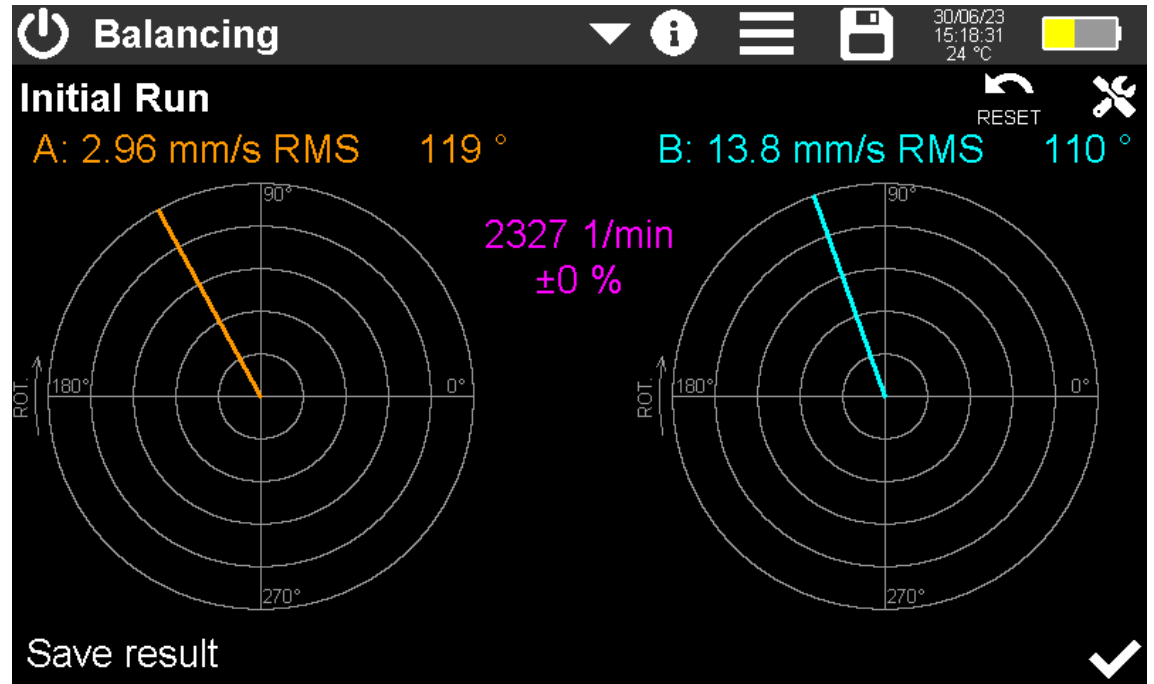 Balancing
30/06/23
15:18:31
24 °C
Initial Run
RESET
A: 2.96 mm/s RMS 119 °
B: 13.8 mm/s RMS 110 °
2327 1/min
±0 %
90°
180°
0°
270°
ROT.
90°
180°
0°
270°
ROT.
Save result